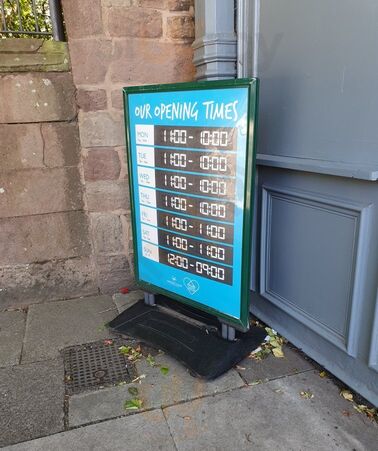 OUR OPENING TIMES
MON 11:00 - 10:00
TUE 11:00 - 10:00
WED 11:00 - 10:00
THU 11:00 - 10:00
FRI 11:00 - 11:00
SAT 11:00 - 11:00
SUN 12:00 - 09:00